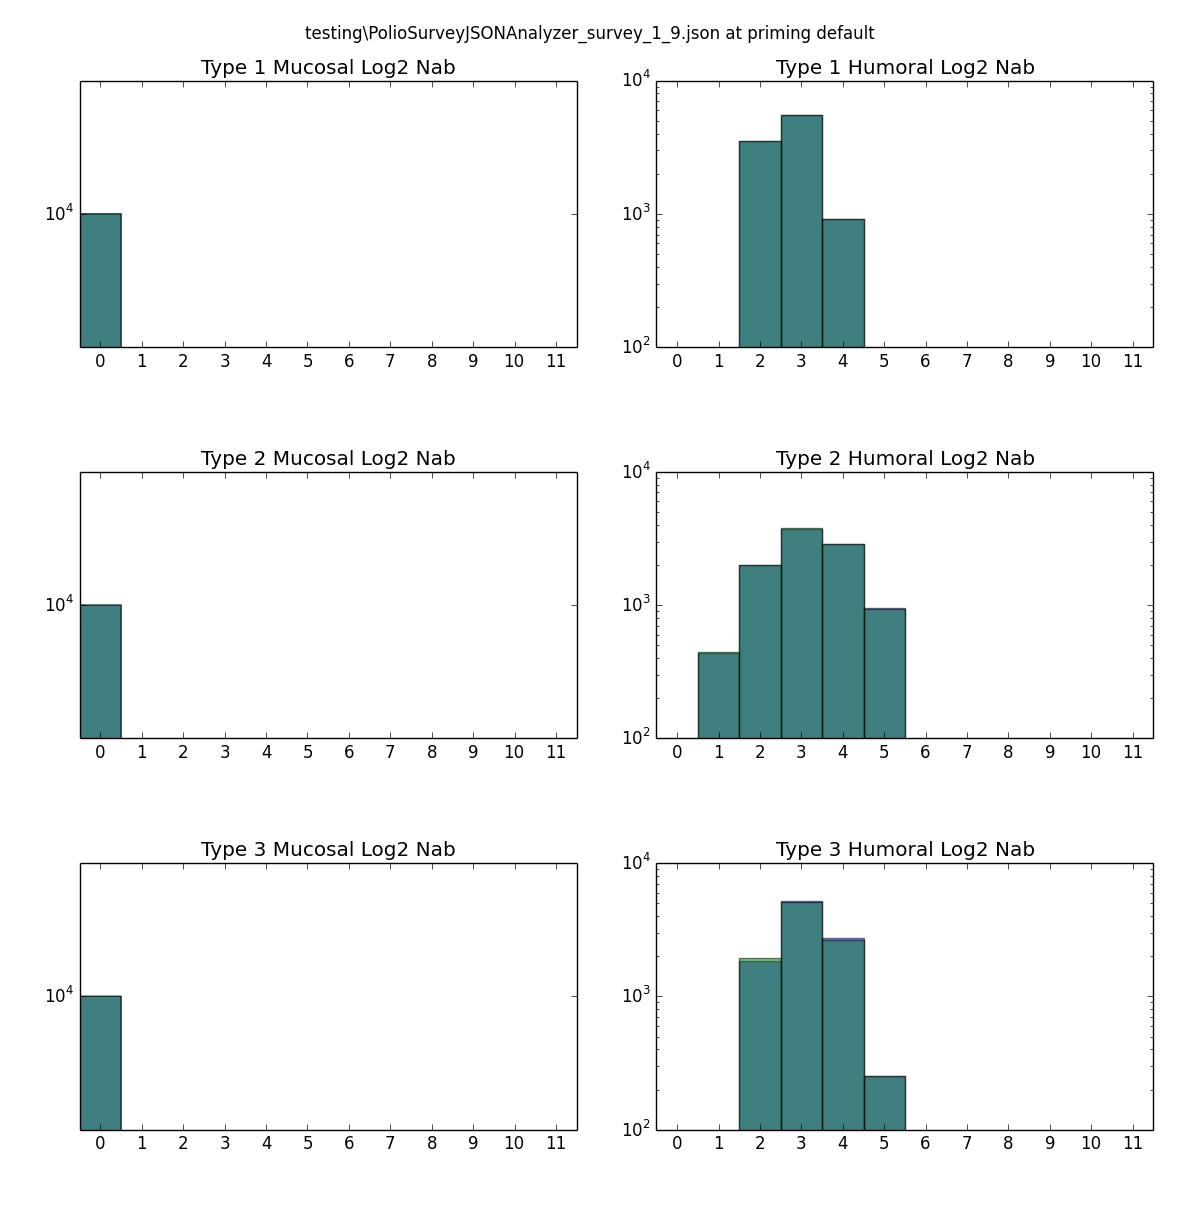 testing\PolioSurveyJSONAnalyzer_survey_1_9.json at priming default
Type 1 Mucosal Log2 Nab
10^4
0 1 2 3 4 5 6 7 8 9 10 11
Type 1 Humoral Log2 Nab
10^4
10^3
10^2
0 1 2 3 4 5 6 7 8 9 10 11
Type 2 Mucosal Log2 Nab
10^4
0 1 2 3 4 5 6 7 8 9 10 11
Type 2 Humoral Log2 Nab
10^4
10^3
10^2
0 1 2 3 4 5 6 7 8 9 10 11
Type 3 Mucosal Log2 Nab
10^4
0 1 2 3 4 5 6 7 8 9 10 11
Type 3 Humoral Log2 Nab
10^4
10^3
10^2
0 1 2 3 4 5 6 7 8 9 10 11